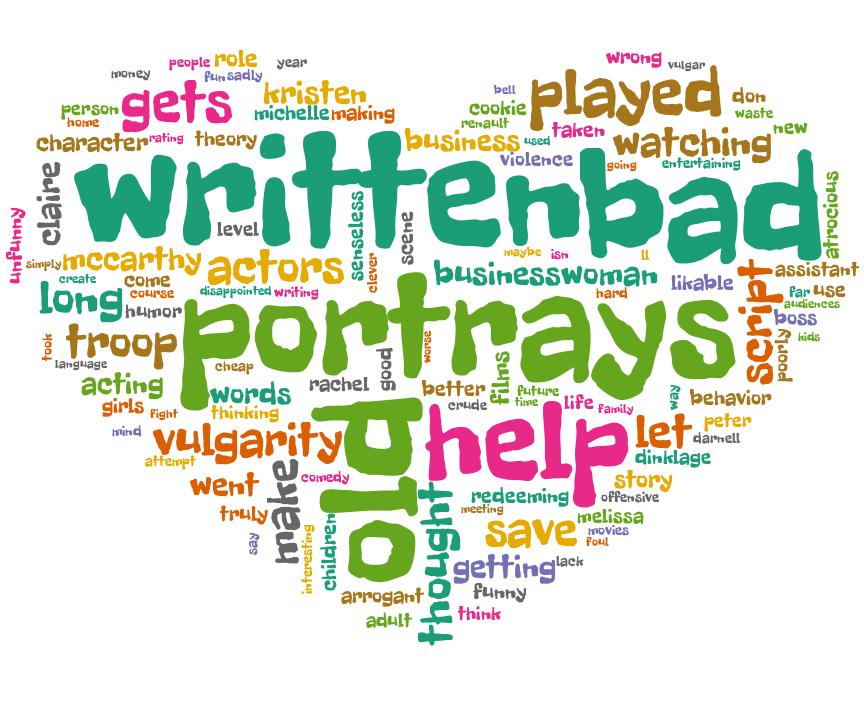 people role year
money fun sadly
wrong vulgar
gets kristen
bell played don
person michelle making
cookie waste
home renault taken new
character rating theory
business used watching
violence going entertaining
claire written bad
level senseless scene atrocious
unfunny
simply mccarthy actors clever
maybe isn ll
businesswoman likable assistant
create come
course disappointed writing
hard script far use
long humor audiences
portrays boss
took troop worse kids
language cheap poorly
acting words rachel good
better films future way behavior
girls fight thinking crude time life family
mind vulgarity old help let peter
darnell
attempt dinklage
went make comedy story
redeeming offensive
truly meeting
thought save melissa
say interesting children movies
foul
getting lack
arrogant funny
adult think